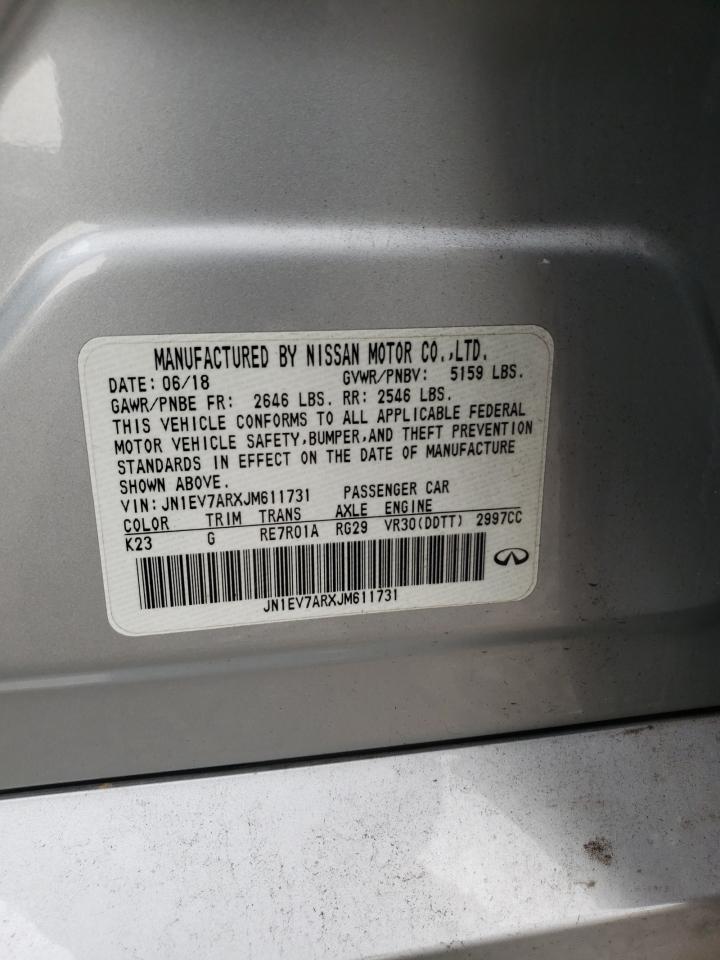 MANUFACTURED BY NISSAN MOTOR CO.,LTD.
DATE: 06/18 GVWR/PNBV: 5159 LBS.
GAWR/PNBE FR: 2646 LBS. RR: 2546 LBS.
THIS VEHICLE CONFORMS TO ALL APPLICABLE FEDERAL
MOTOR VEHICLE SAFETY,BUMPER,AND THEFT PREVENTION
STANDARDS IN EFFECT ON THE DATE OF MANUFACTURE
SHOWN ABOVE.
VIN: JN1EV7ARXJM611731 PASSENGER CAR
COLOR TRIM TRANS AXLE ENGINE
K23 G RE7R01A RG29 VR30(DDTT) 2997CC
JN1EV7ARXJM611731